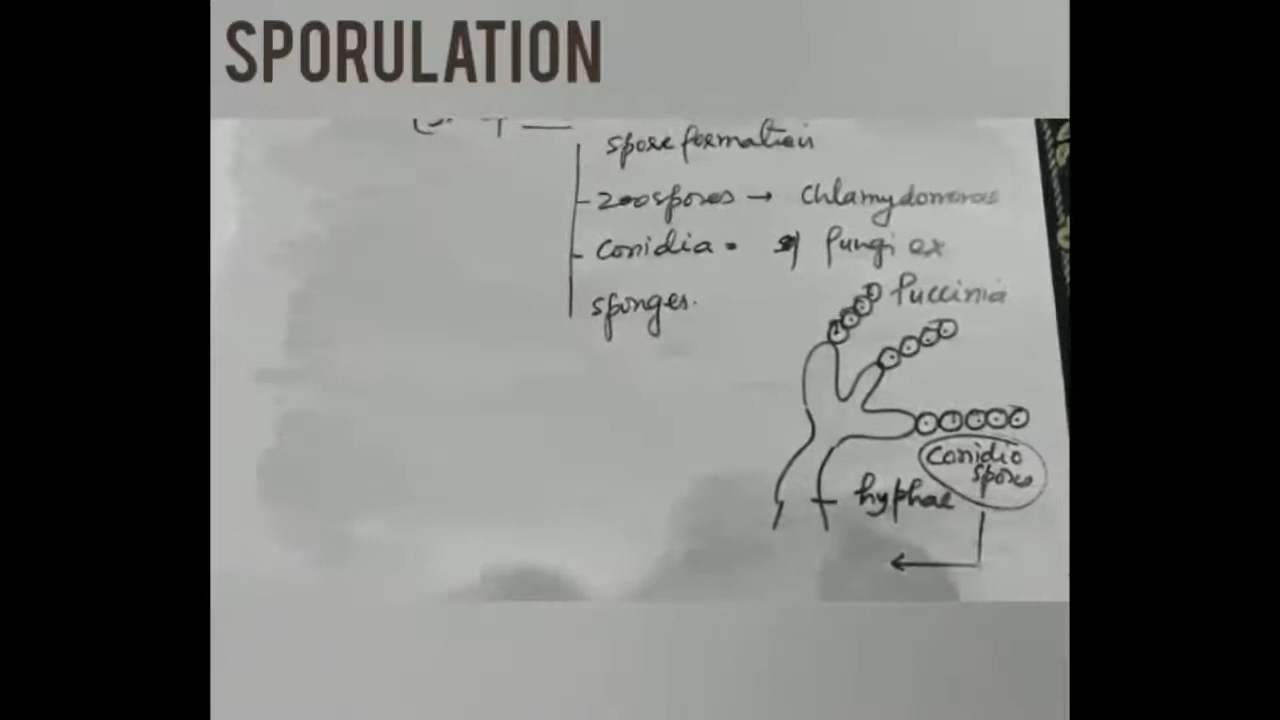 SPORULATION
spore formation
zoospores → Chlamydomonas
Conidia = fungi ex
Puccinia
sponges.
Conidio
spores
hyphae